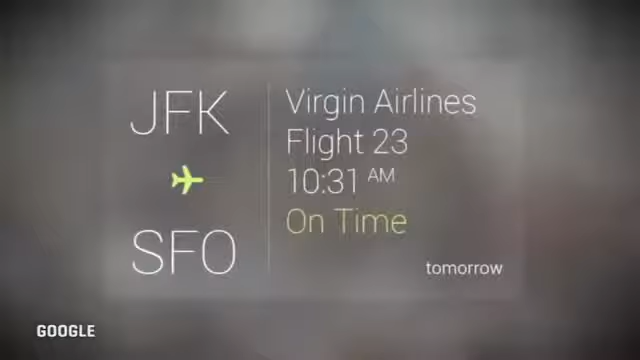 JFK
SFO
Virgin Airlines
Flight 23
10:31 AM
On Time
tomorrow
GOOGLE